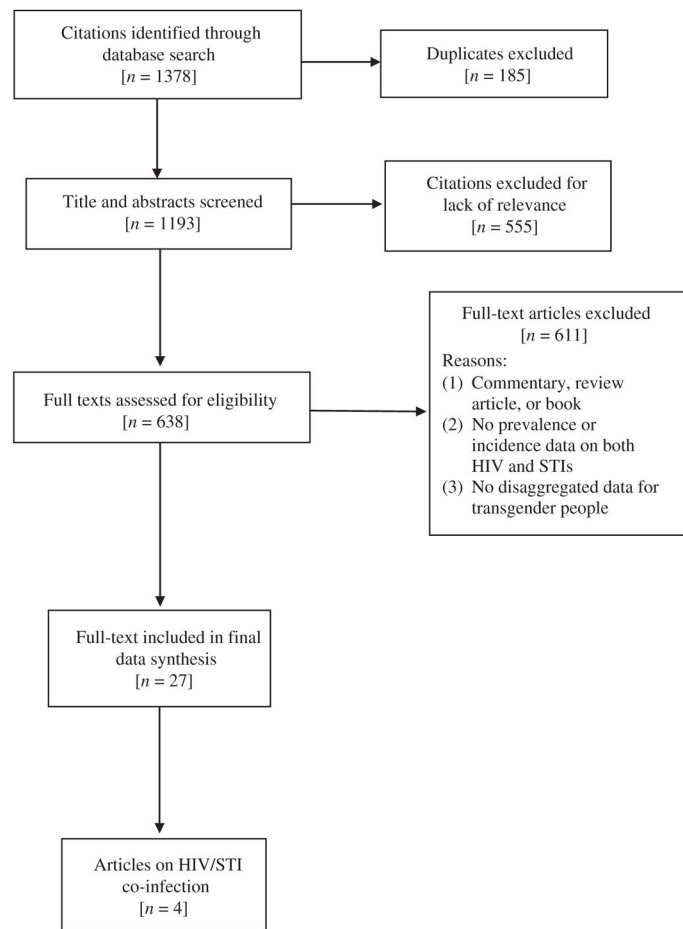 Citations identified through
database search
[n = 1378]
Duplicates excluded
[n = 185]
Title and abstracts screened
[n = 1193]
Citations excluded for
lack of relevance
[n = 555]
Full texts assessed for eligibility
[n = 638]
Full-text articles excluded
[n = 611]
Reasons:
(1) Commentary, review
article, or book
(2) No prevalence or
incidence data on both
HIV and STIs
(3) No disaggregated data for
transgender people
Full-text included in final
data synthesis
[n = 27]
Articles on HIV/STI
co-infection
[n = 4]